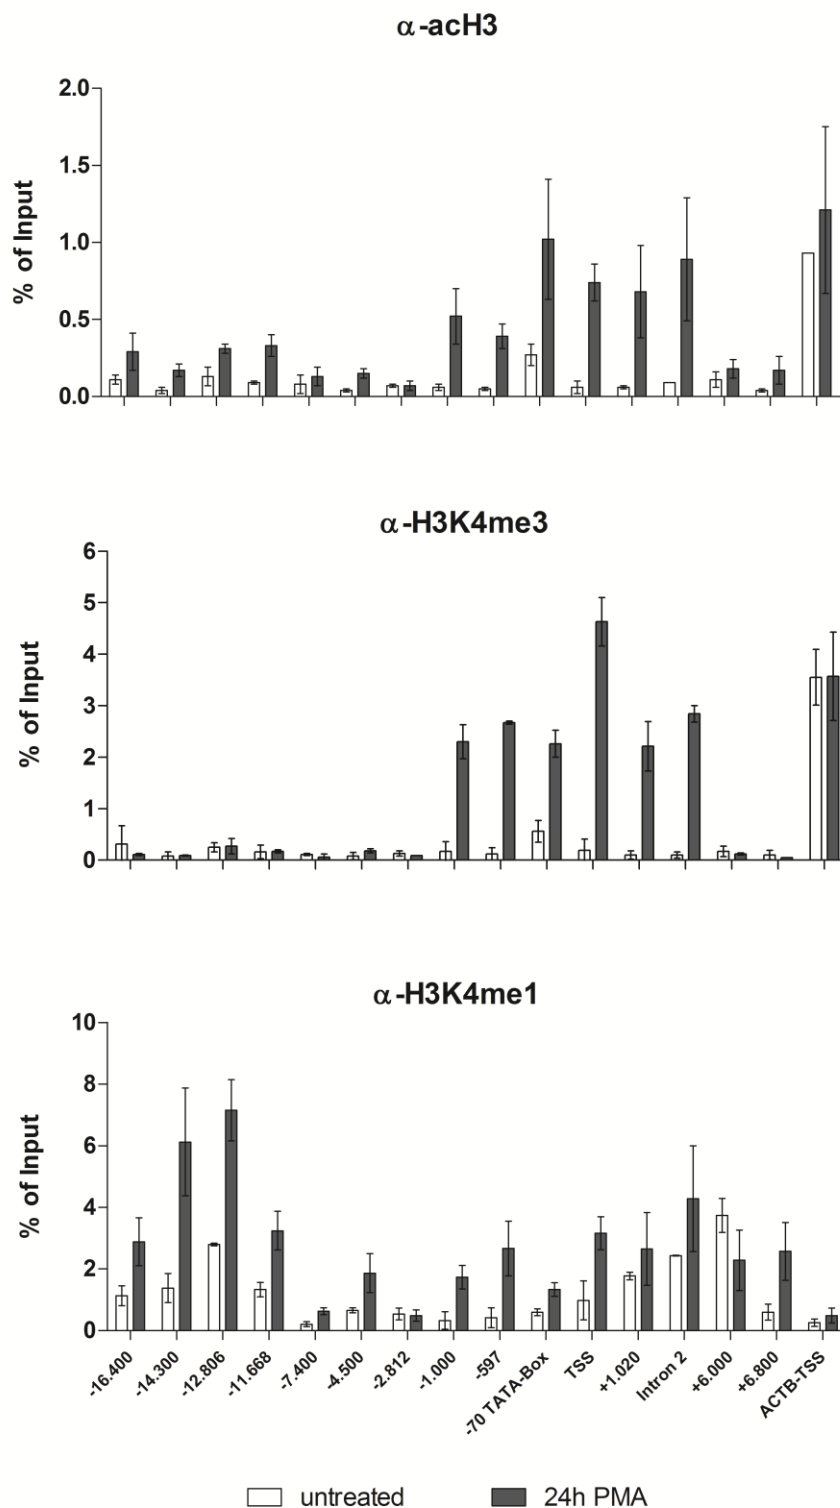 α-acH3
% of Input
2.0
1.5
1.0
0.5
0.0
α-H3K4me3
% of Input
6
5
4
3
2
1
0
α-H3K4me1
% of Input
10
8
6
4
2
0
-16.400
-14.300
-12.806
-11.668
-7.400
-4.500
-2.812
-1.000
-597
-70 TATA-Box
TSS
+1.020
Intron 2
+6.000
+6.800
ACTB-TSS
untreated
24h PMA